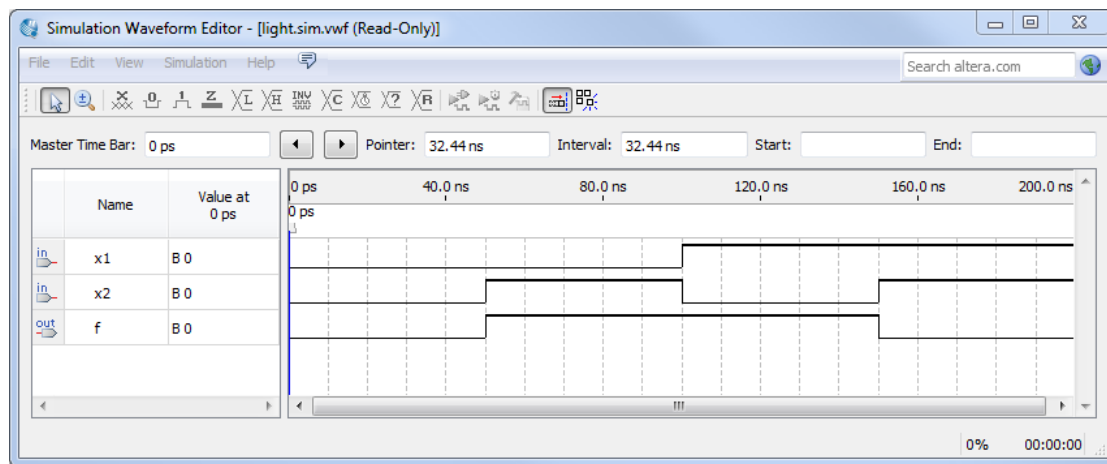 Simulation Waveform Editor - [light.sim.vwf (Read-Only)]
File Edit View Simulation Help
Search altera.com
Master Time Bar: 0 ps Pointer: 32.44 ns Interval: 32.44 ns Start: End:
Name Value at 0 ps
0 ps 40.0 ns 80.0 ns 120.0 ns 160.0 ns 200.0 ns
0 ps
in x1 B 0
in x2 B 0
out f B 0
0% 00:00:00